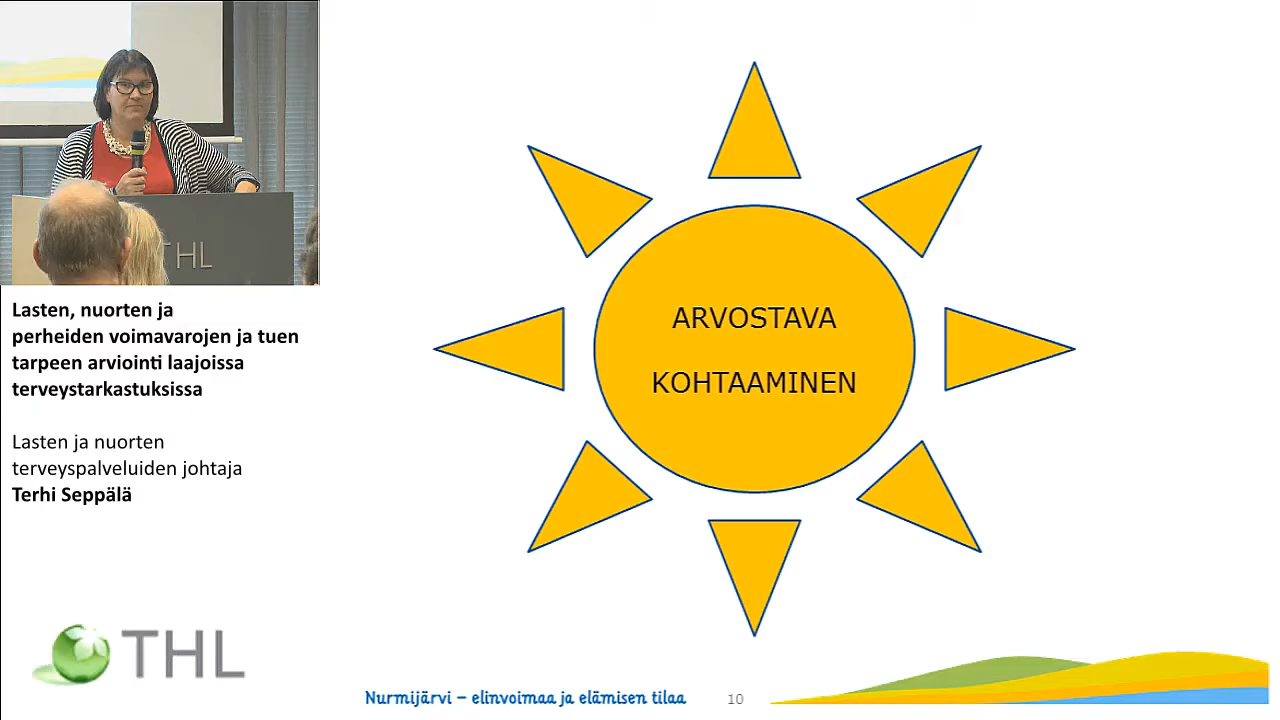 THL
Lasten, nuorten ja
perheiden voimavarojen ja tuen
tarpeen arviointi laajoissa
terveystarkastuksissa
Lasten ja nuorten
terveyspalveluiden johtaja
Terhi Seppälä
THL
ARVOSTAVA
KOHTAAMINEN
Nurmijärvi – elinvoimaa ja elämisen tilaa
10